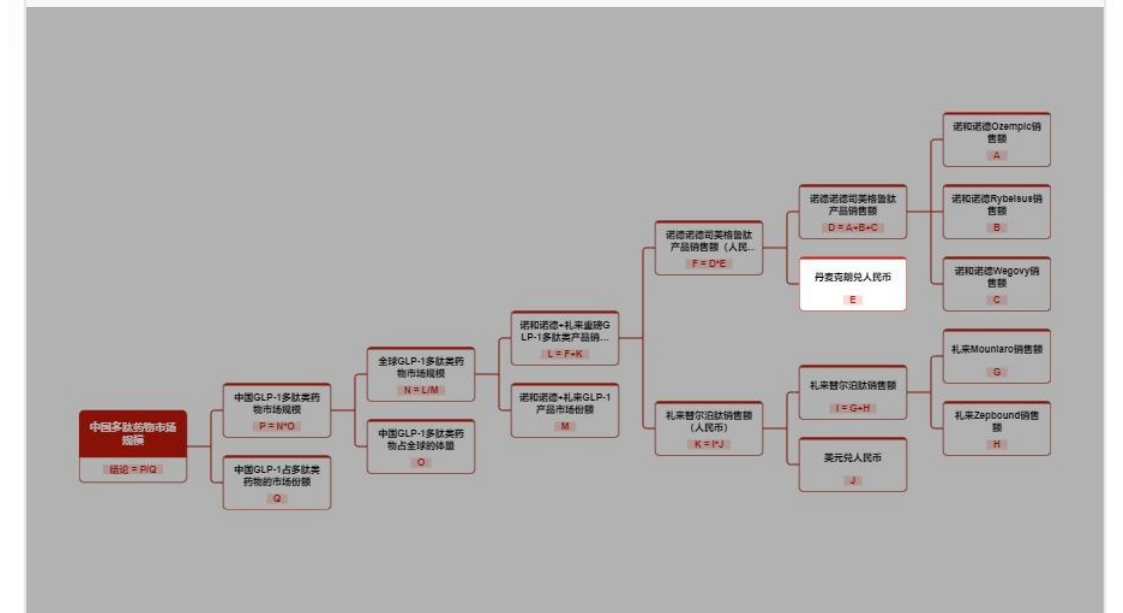 诺和诺德Ozempic销
售额
A
诺德诺德司美格鲁肽
产品销售额
D = A+B+C
诺和诺德Rybelsus销
售额
B
诺德诺德司美格鲁肽
产品销售额（人民...
F = D*E
丹麦克朗兑人民币
E
诺和诺德Wegovy销
售额
C
诺和诺德+礼来重磅G
LP-1多肽类产品销...
L = F+K
礼来Mounlaro销售额
G
全球GLP-1多肽类药
物市场规模
N = L/M
礼来替尔泊肽销售额
I = G+H
中国GLP-1多肽类药
物市场规模
P = N*O
诺和诺德+礼来GLP-1
产品市场份额
M
礼来替尔泊肽销售额
（人民币）
K = I*J
礼来Zepbound销售
额
H
中国多肽药物市场
规模
结论 = P/Q
中国GLP-1多肽类药
物占全球的体量
O
美元兑人民币
J
中国GLP-1占多肽类
药物的市场份额
Q